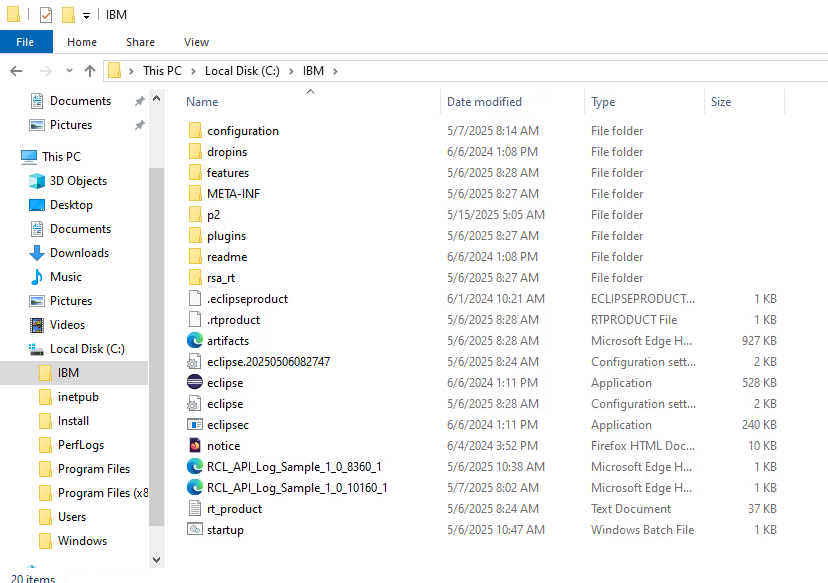 IBM
File Home Share View
This PC > Local Disk (C:) > IBM >
Documents
Pictures
This PC
3D Objects
Desktop
Documents
Downloads
Music
Pictures
Videos
Local Disk (C:)
IBM
inetpub
Install
PerfLogs
Program Files
Program Files (x8
Users
Windows
Name Date modified Type Size
configuration 5/7/2025 8:14 AM File folder
dropins 6/6/2024 1:08 PM File folder
features 5/6/2025 8:28 AM File folder
META-INF 5/6/2025 8:27 AM File folder
p2 5/15/2025 5:05 AM File folder
plugins 5/6/2025 8:27 AM File folder
readme 6/6/2024 1:08 PM File folder
rsa_rt 5/6/2025 8:27 AM File folder
.eclipseproduct 6/1/2024 10:21 AM ECLIPSEPRODUCT... 1 KB
.rtproduct 5/6/2025 8:28 AM RTPRODUCT File 1 KB
artifacts 5/6/2025 8:28 AM Microsoft Edge H... 927 KB
eclipse.20250506082747 5/6/2025 8:24 AM Configuration sett... 2 KB
eclipse 6/6/2024 1:11 PM Application 528 KB
eclipse 5/6/2025 8:28 AM Configuration sett... 2 KB
eclipsec 6/6/2024 1:11 PM Application 240 KB
notice 6/4/2024 3:52 PM Firefox HTML Doc... 10 KB
RCL_API_Log_Sample_1_0_8360_1 5/6/2025 10:38 AM Microsoft Edge H... 1 KB
RCL_API_Log_Sample_1_0_10160_1 5/7/2025 8:02 AM Microsoft Edge H... 1 KB
rt_product 5/6/2025 8:24 AM Text Document 37 KB
startup 5/6/2025 10:47 AM Windows Batch File 1 KB
20 items